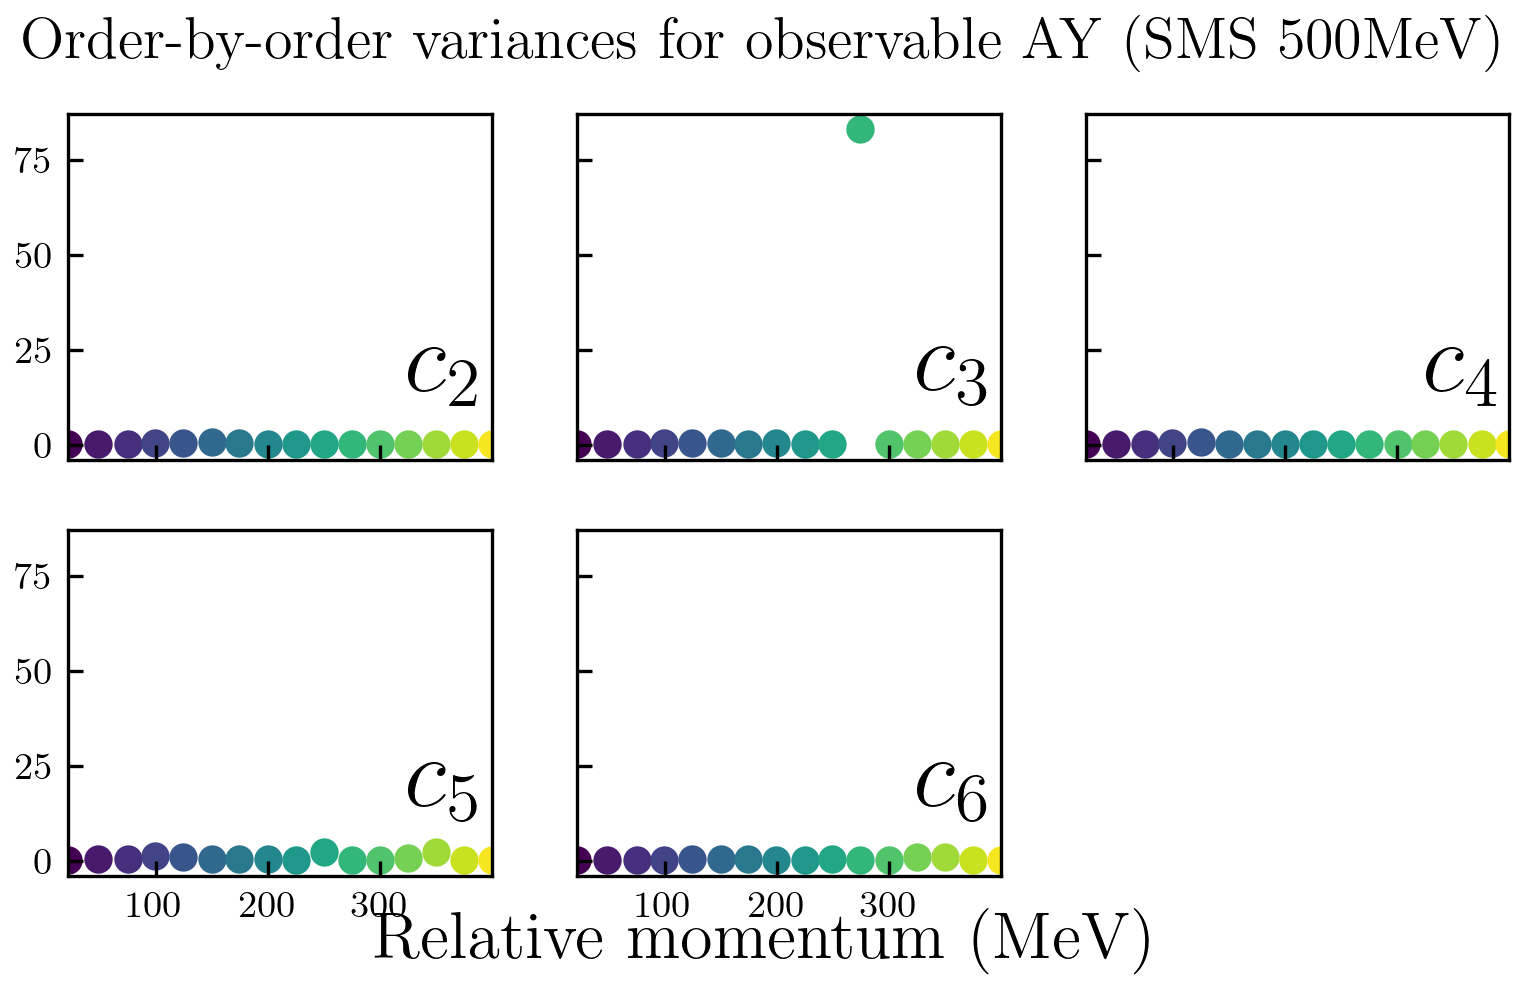 Order-by-order variances for observable AY (SMS 500MeV)
75
50
25
0
c2
c3
c4
75
50
25
0
c5
c6
100 200 300
100 200 300
Relative momentum (MeV)